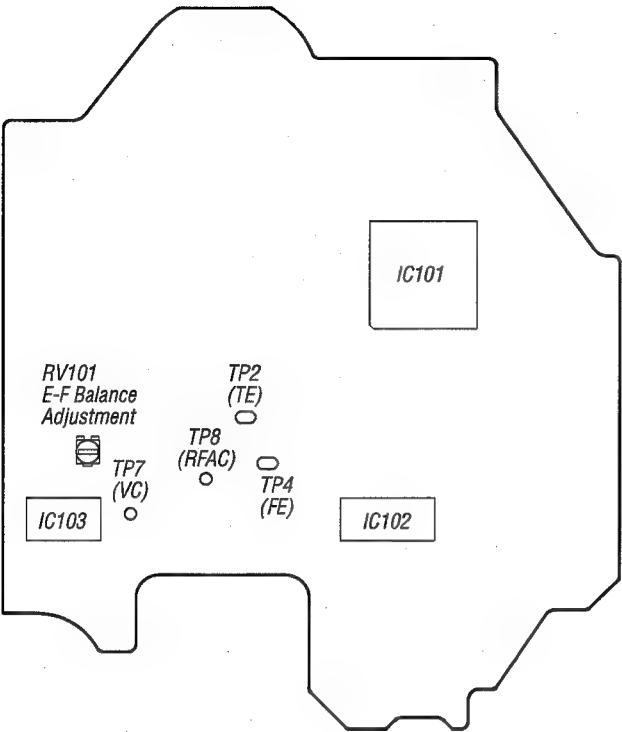 IC101
RV101
E-F Balance
Adjustment
TP2
(TE)
TP8
(RFAC)
TP7
(VC)
TP4
(FE)
IC103
IC102